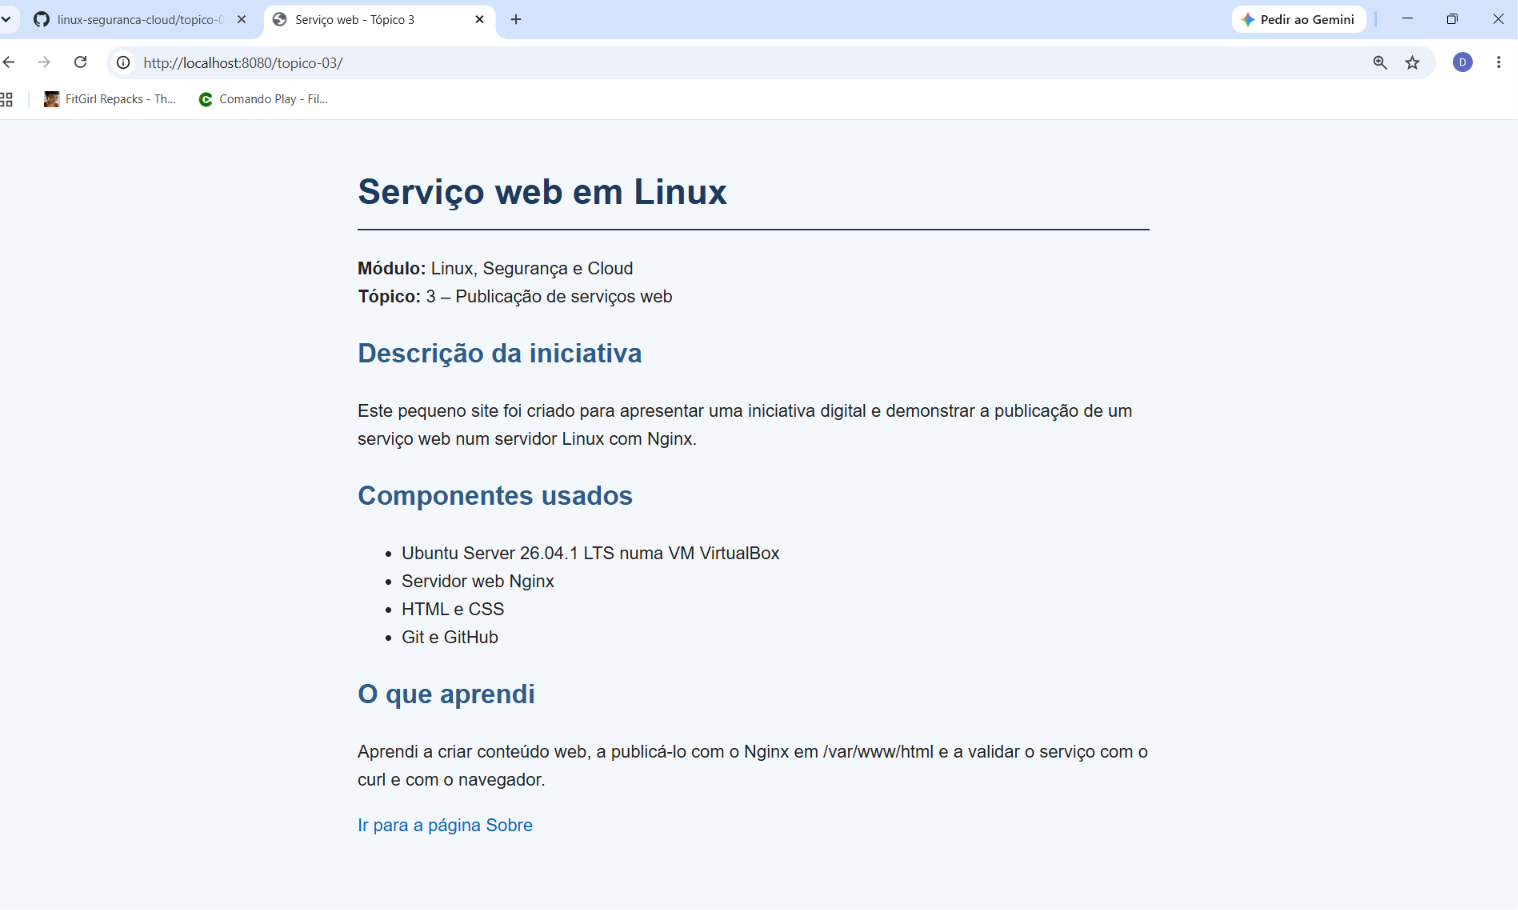 linux-seguranca-cloud/topico-0
Serviço web - Tópico 3
Pedir ao Gemini
http://localhost:8080/topico-03/
D
FitGirl Repacks - Th...
Comando Play - Fil...
Serviço web em Linux
Módulo: Linux, Segurança e Cloud
Tópico: 3 – Publicação de serviços web
Descrição da iniciativa
Este pequeno site foi criado para apresentar uma iniciativa digital e demonstrar a publicação de um
serviço web num servidor Linux com Nginx.
Componentes usados
Ubuntu Server 26.04.1 LTS numa VM VirtualBox
Servidor web Nginx
HTML e CSS
Git e GitHub
O que aprendi
Aprendi a criar conteúdo web, a publicá-lo com o Nginx em /var/www/html e a validar o serviço com o
curl e com o navegador.
Ir para a página Sobre